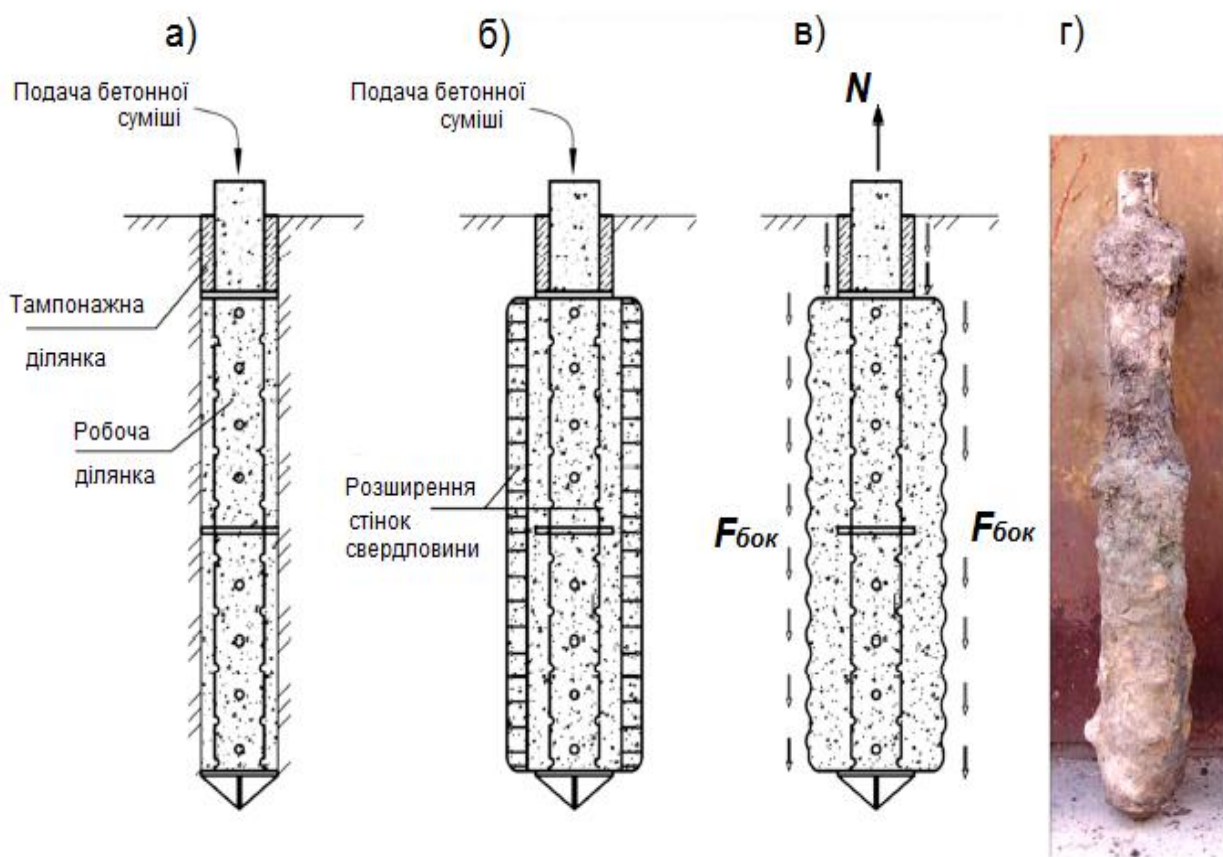 а)
б)
в)
г)
Подача бетонної
суміші
Подача бетонної
суміші
N
Тампонажна
ділянка
Робоча
ділянка
Розширення
стінок
свердловини
Fбок
Fбок